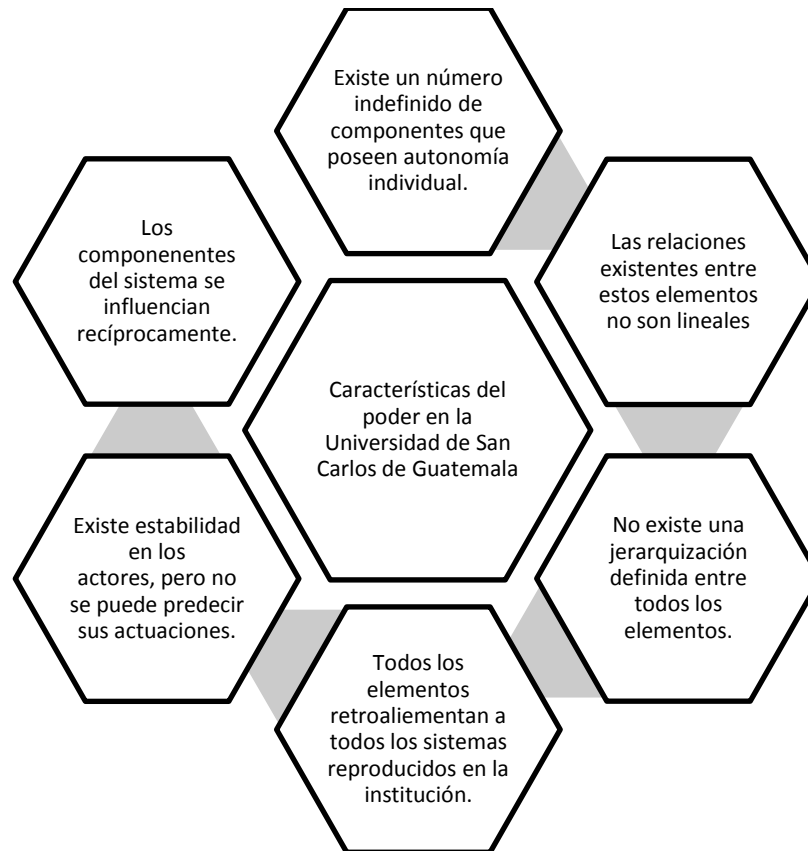 Existe un número
indefinido de
componentes que
poseen autonomía
individual.
Las relaciones
existentes entre
estos elementos
no son lineales
No existe una
jerarquización
definida entre
todos los
elementos.
Todos los
elementos
retroaliementan a
todos los sistemas
reproducidos en la
institución.
Existe estabilidad
en los
actores, pero no
se puede predecir
sus actuaciones.
Los
componenentes
del sistema se
influencian
recíprocamente.
Característícas del
poder en la
Universidad de San
Carlos de Guatemala